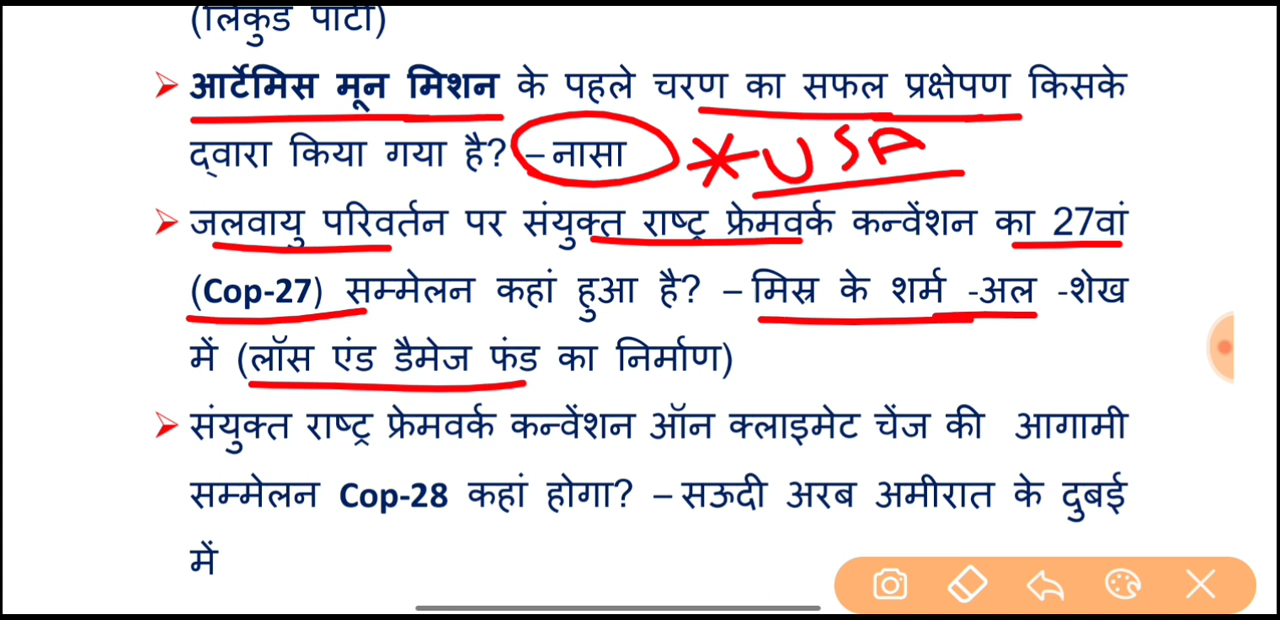 (लिकुड पार्टी)
➢ आर्टेमिस मून मिशन के पहले चरण का सफल प्रक्षेपण किसके
द्वारा किया गया है? – नासा * USA
➢ जलवायु परिवर्तन पर संयुक्त राष्ट्र फ्रेमवर्क कन्वेंशन का 27वां
(Cop-27) सम्मेलन कहां हुआ है? – मिस्र के शर्म -अल -शेख
में (लॉस एंड डैमेज फंड का निर्माण)
➢ संयुक्त राष्ट्र फ्रेमवर्क कन्वेंशन ऑन क्लाइमेट चेंज की आगामी
सम्मेलन Cop-28 कहां होगा? – सऊदी अरब अमीरात के दुबई
में